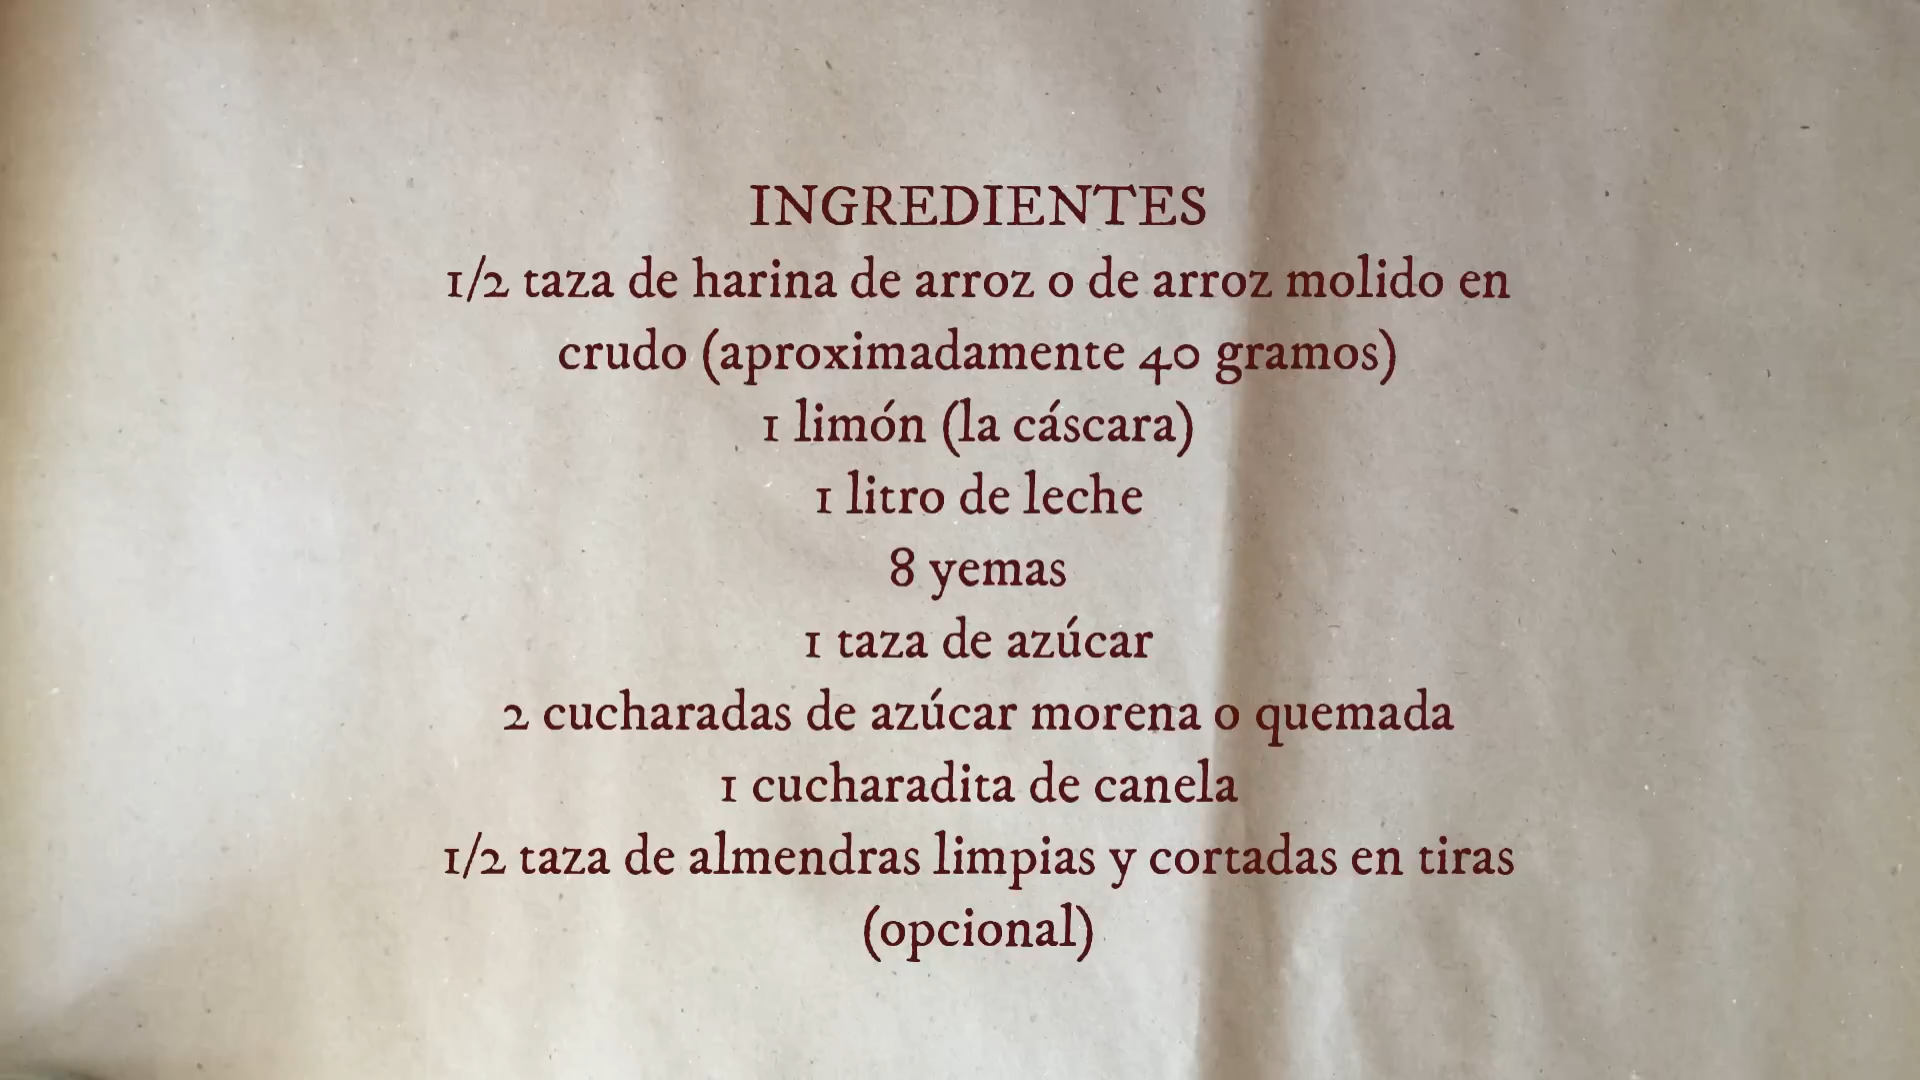 INGREDIENTES
1/2 taza de harina de arroz o de arroz molido en
crudo (aproximadamente 40 gramos)
1 limón (la cáscara)
1 litro de leche
8 yemas
1 taza de azúcar
2 cucharadas de azúcar morena o quemada
1 cucharadita de canela
1/2 taza de almendras limpias y cortadas en tiras
(opcional)